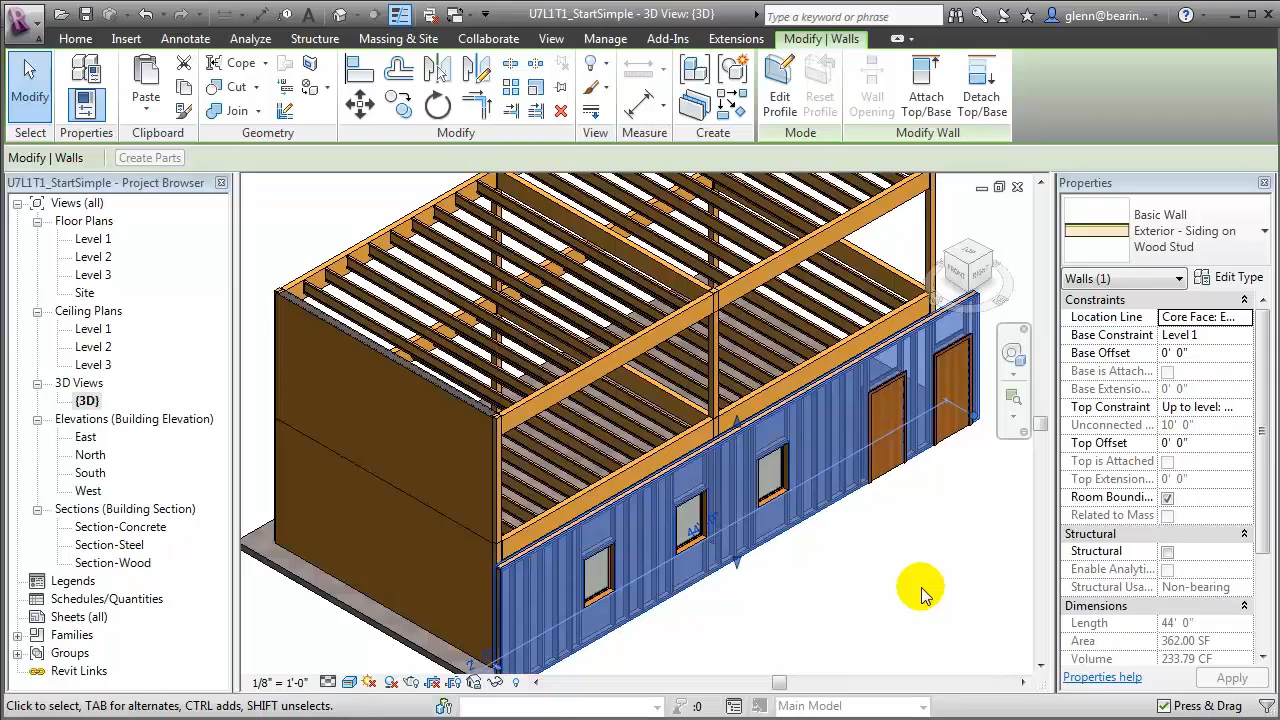 U7L1T1_StartSimple - 3D View: {3D}
Type a keyword or phrase
glenn@bearin...
Home Insert Annotate Analyze Structure Massing & Site Collaborate View Manage Add-Ins Extensions Modify | Walls
Modify
Paste
Cope
Cut
Join
Edit Profile
Reset Profile
Wall Opening
Attach Top/Base
Detach Top/Base
Select Properties Clipboard Geometry Modify View Measure Create Mode Modify Wall
Modify | Walls
Create Parts
U7L1T1_StartSimple - Project Browser
Views (all)
Floor Plans
Level 1
Level 2
Level 3
Site
Ceiling Plans
Level 1
Level 2
Level 3
3D Views
{3D}
Elevations (Building Elevation)
East
North
South
West
Sections (Building Section)
Section-Concrete
Section-Steel
Section-Wood
Legends
Schedules/Quantities
Sheets (all)
Families
Groups
Revit Links
TOP
FRONT
RIGHT
Properties
Basic Wall
Exterior - Siding on
Wood Stud
Walls (1)
Edit Type
Constraints
Location Line Core Face: E...
Base Constraint Level 1
Base Offset 0' 0"
Base is Attach...
Base Extensio... 0' 0"
Top Constraint Up to level: ...
Unconnected ... 10' 0"
Top Offset 0' 0"
Top is Attached
Top Extension... 0' 0"
Room Boundi...
Related to Mass
Structural
Structural
Enable Analyti...
Structural Usa... Non-bearing
Dimensions
Length 44' 0"
Area 362.00 SF
Volume 233.79 CF
Properties help
Apply
1/8" = 1'-0"
Click to select, TAB for alternates, CTRL adds, SHIFT unselects.
:0
Main Model
Press & Drag